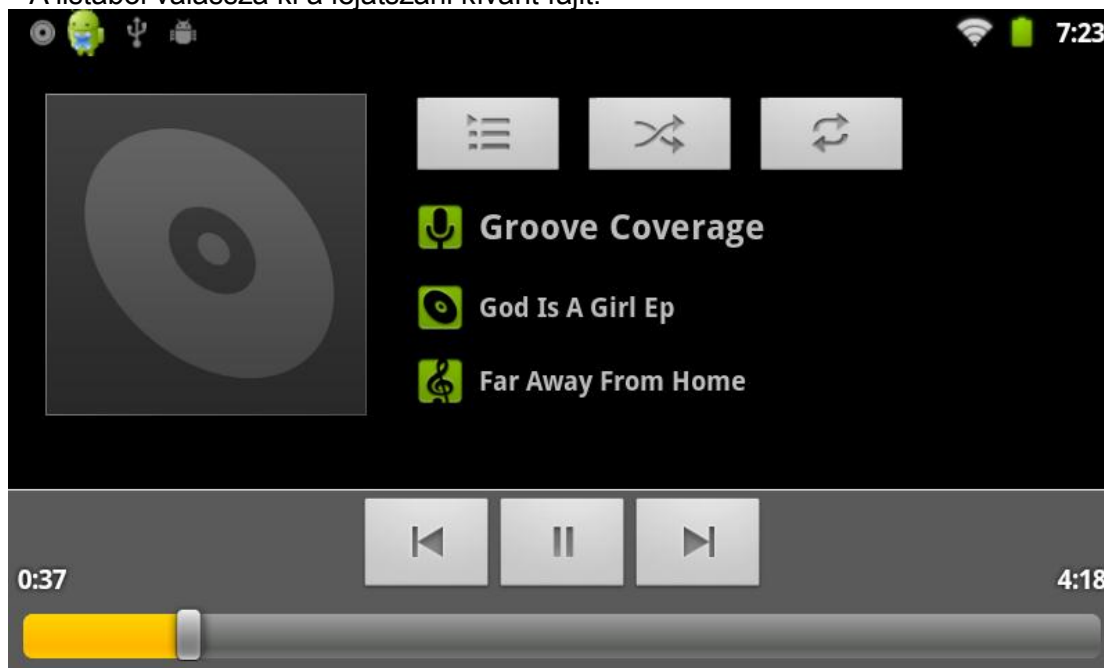 A listából válassza ki a lejátszani kívánt fájlt.
7:23
Groove Coverage
God Is A Girl Ep
Far Away From Home
0:37
4:18